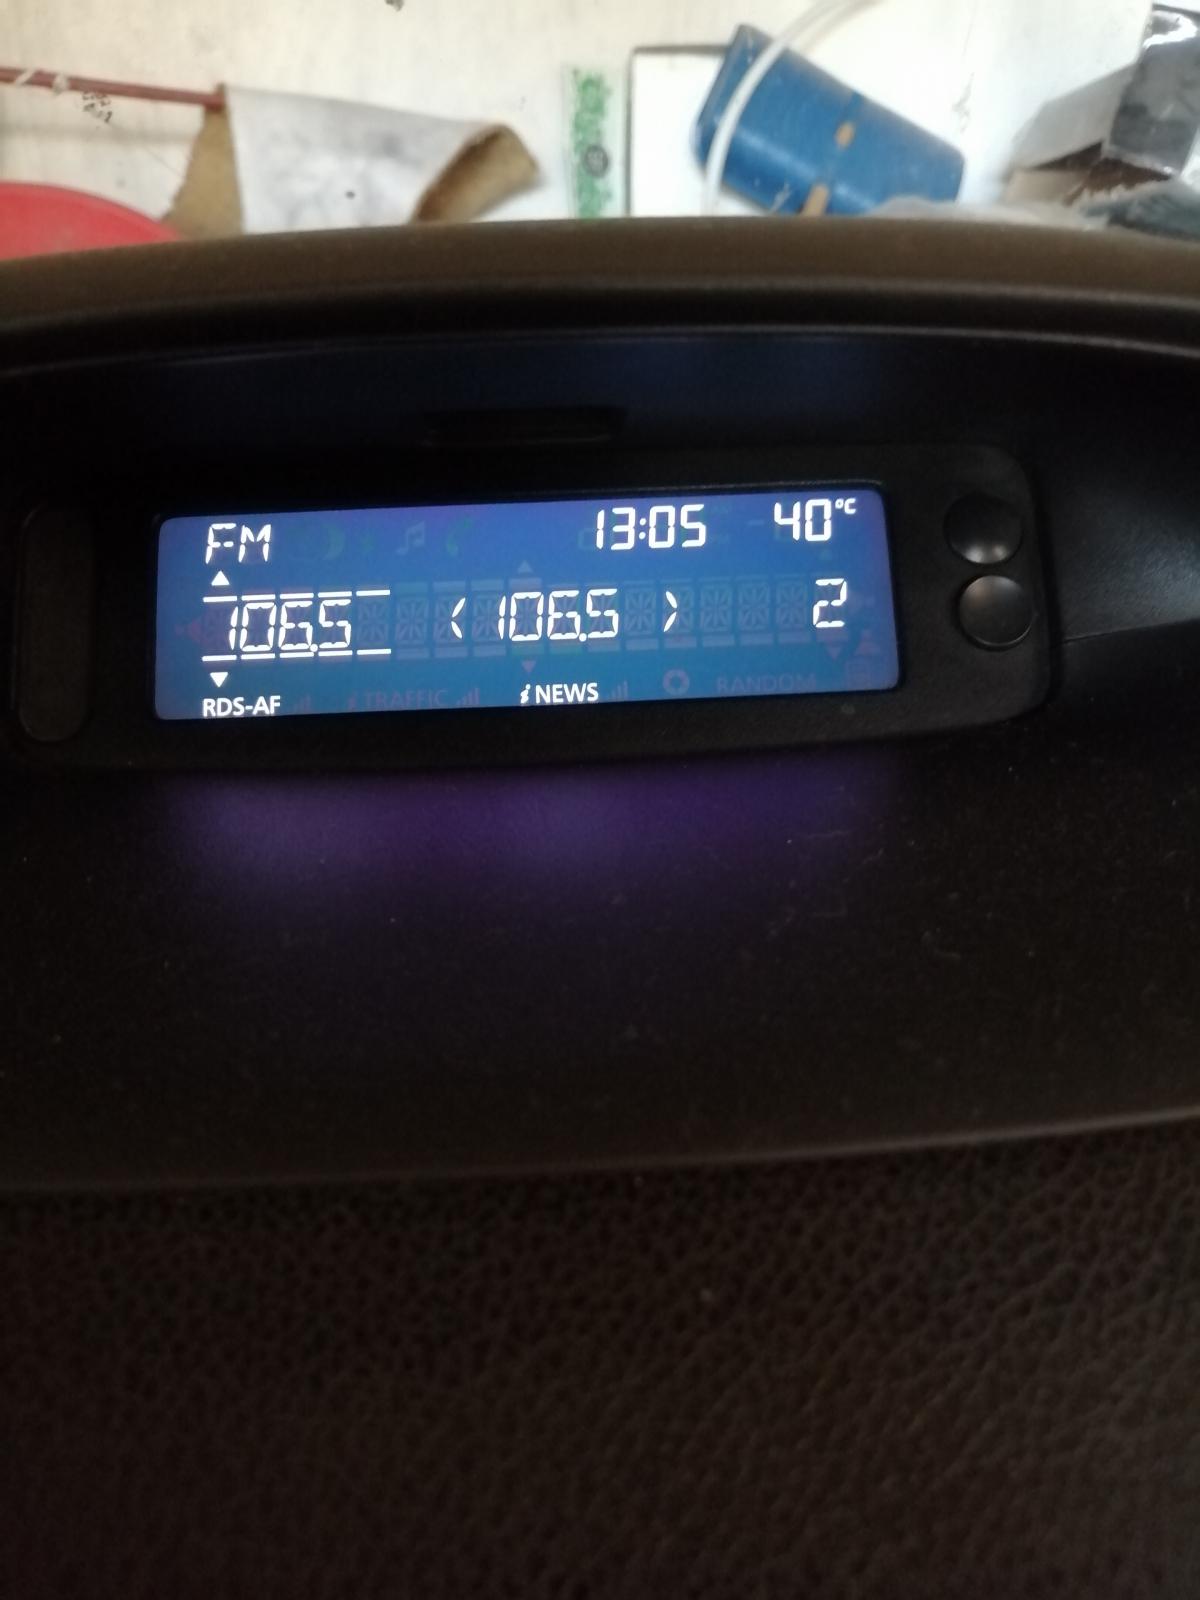 FM 13:05 40°C
106.5 < 106.5 > 2
RDS-AF i TRAFFIC i NEWS RANDOM